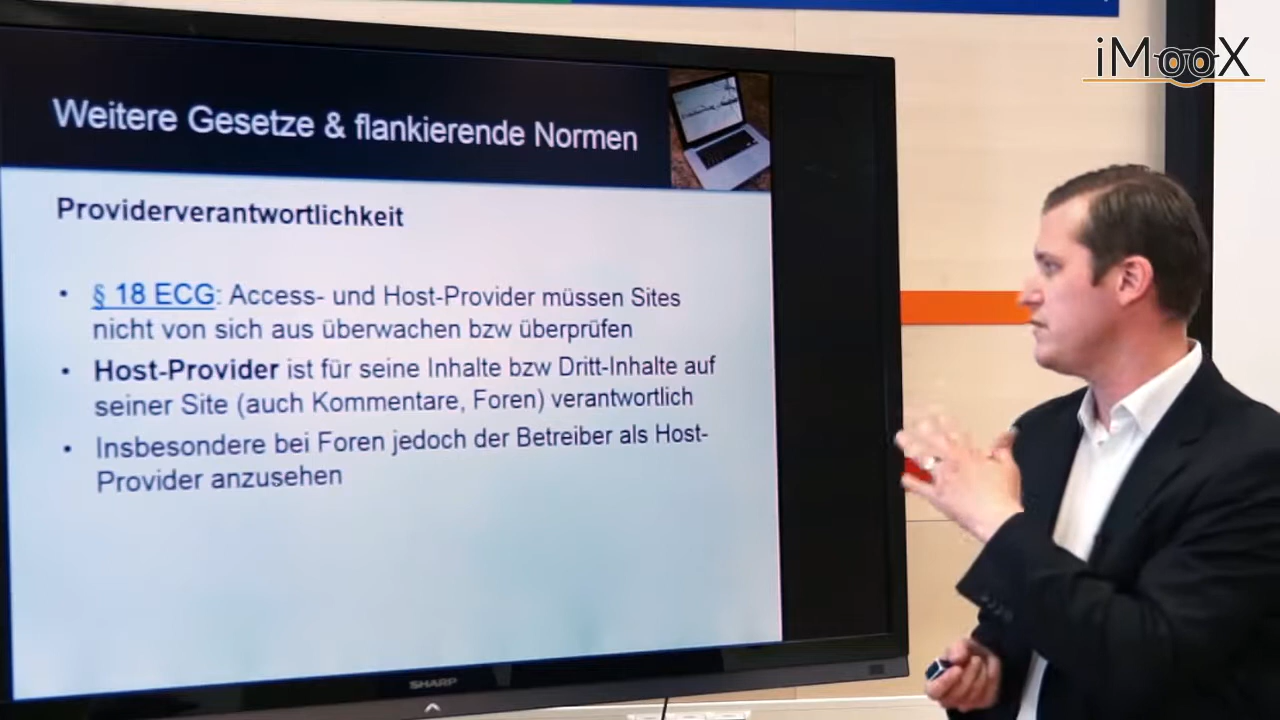 iMooX
Weitere Gesetze & flankierende Normen
Providerverantwortlichkeit
• § 18 ECG: Access- und Host-Provider müssen Sites
nicht von sich aus überwachen bzw überprüfen
• Host-Provider ist für seine Inhalte bzw Dritt-Inhalte auf
seiner Site (auch Kommentare, Foren) verantwortlich
• Insbesondere bei Foren jedoch der Betreiber als Host-
Provider anzusehen
SHARP